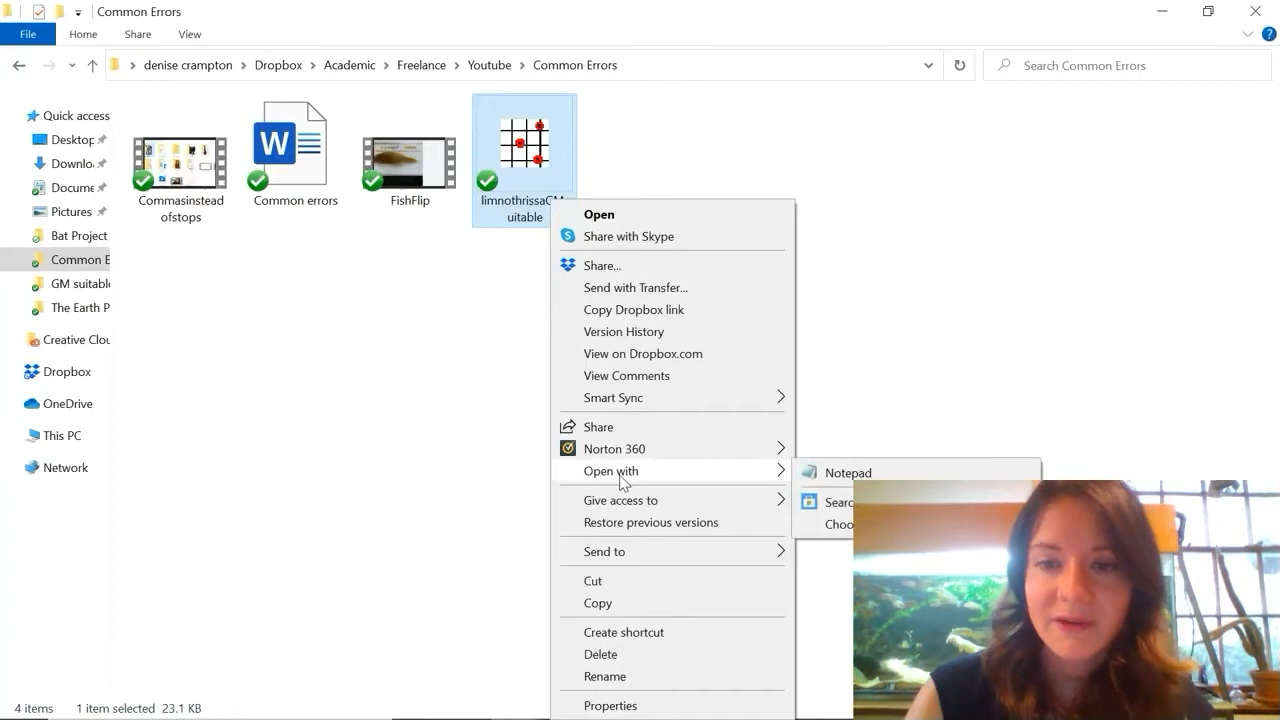 Common Errors
File
Home
Share
View
denise crampton
Dropbox
Academic
Freelance
Youtube
Common Errors
Search Common Errors
Quick access
Desktop
Downlo
Docume
Pictures
Bat Project
Common E
GM suitabl
The Earth P
Creative Clou
Dropbox
OneDrive
This PC
Network
Commasinstead
ofstops
Common errors
FishFlip
limnothrissaGM
uitable
Open
Share with Skype
Share...
Send with Transfer...
Copy Dropbox link
Version History
View on Dropbox.com
View Comments
Smart Sync
Share
Norton 360
Open with
Give access to
Restore previous versions
Send to
Cut
Copy
Create shortcut
Delete
Rename
Properties
Notepad
Searc
Choo
4 items
1 item selected 23.1 KB